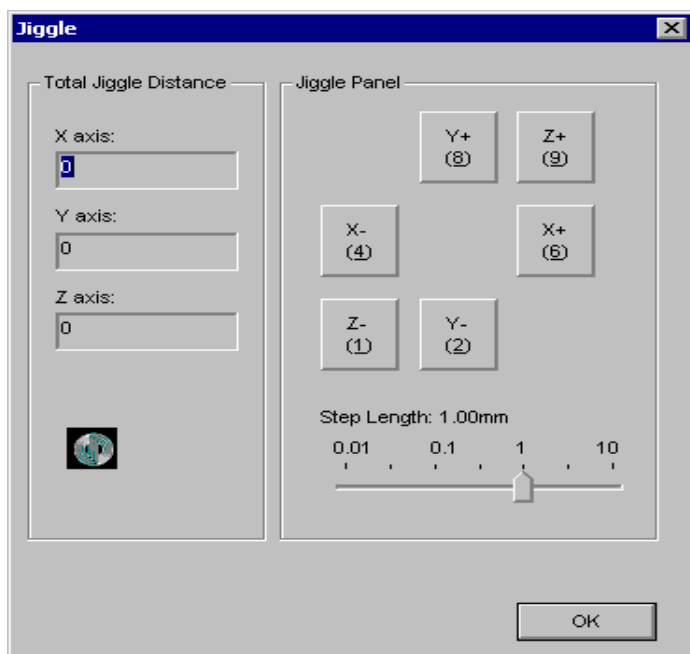 Jiggle
Total Jiggle Distance
X axis:
0
Y axis:
0
Z axis:
0
Jiggle Panel
Y+
(8)
Z+
(9)
X-
(4)
X+
(6)
Z-
(1)
Y-
(2)
Step Length: 1.00mm
0.01 0.1 1 10
OK